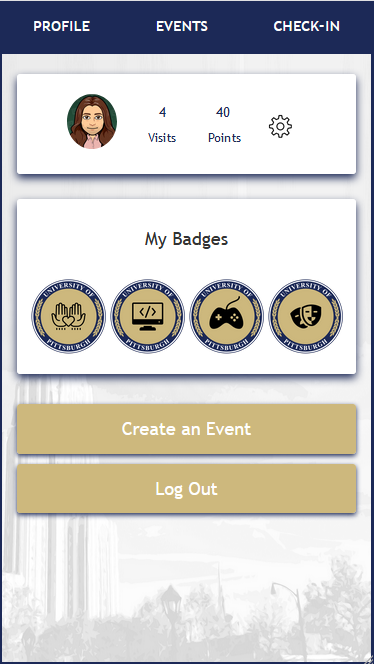 PROFILE EVENTS CHECK-IN
4 40
Visits Points
My Badges
UNIVERSITY OF PITTSBURGH
UNIVERSITY OF PITTSBURGH
UNIVERSITY OF PITTSBURGH
UNIVERSITY OF PITTSBURGH
Create an Event
Log Out